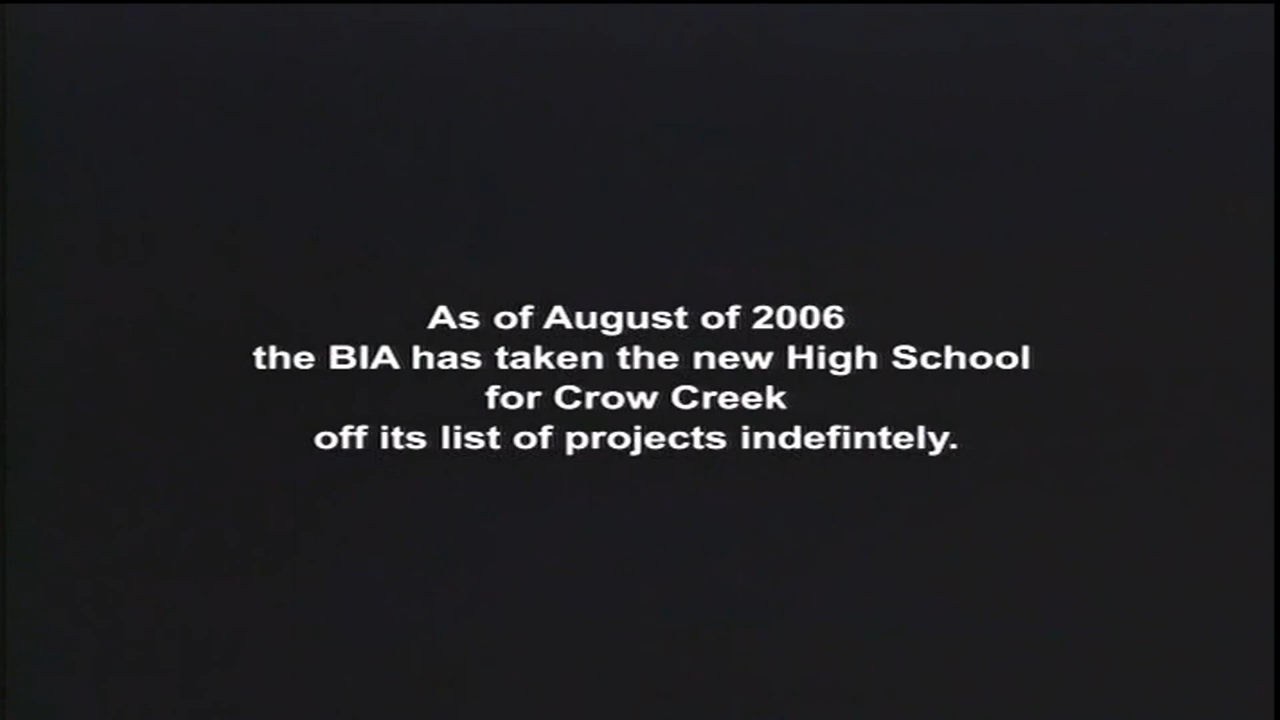 As of August of 2006
the BIA has taken the new High School
for Crow Creek
off its list of projects indefintely.